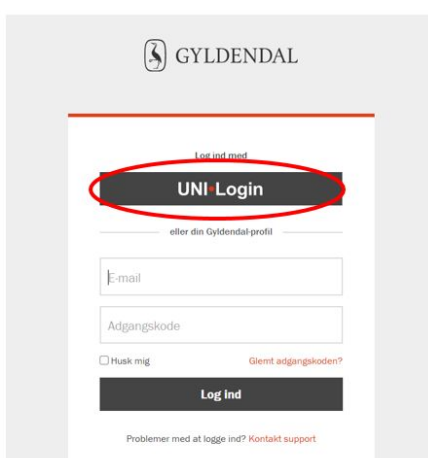 GYLDENDAL
Log ind med
UNI•Login
eller din Gyldendal-profil
E-mail
Adgangskode
Husk mig Glemt adgangskoden?
Log ind
Problemer med at logge ind? Kontakt support